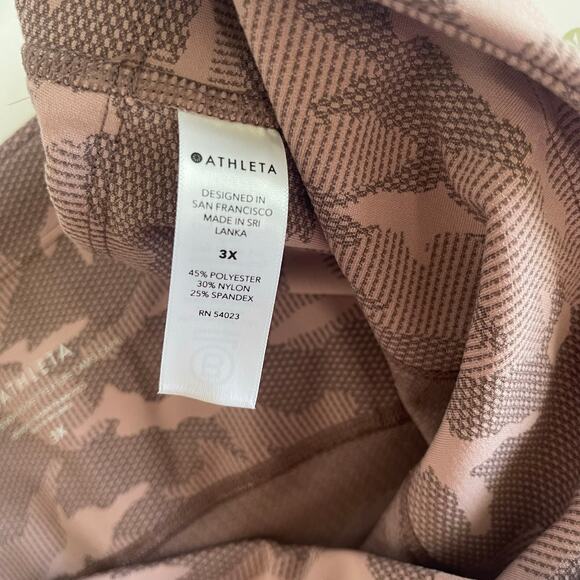 ATHLETA
DESIGNED IN
SAN FRANCISCO
MADE IN SRI
LANKA
3X
45% POLYESTER
30% NYLON
25% SPANDEX
RN 54023
B
ATHLETA
3X